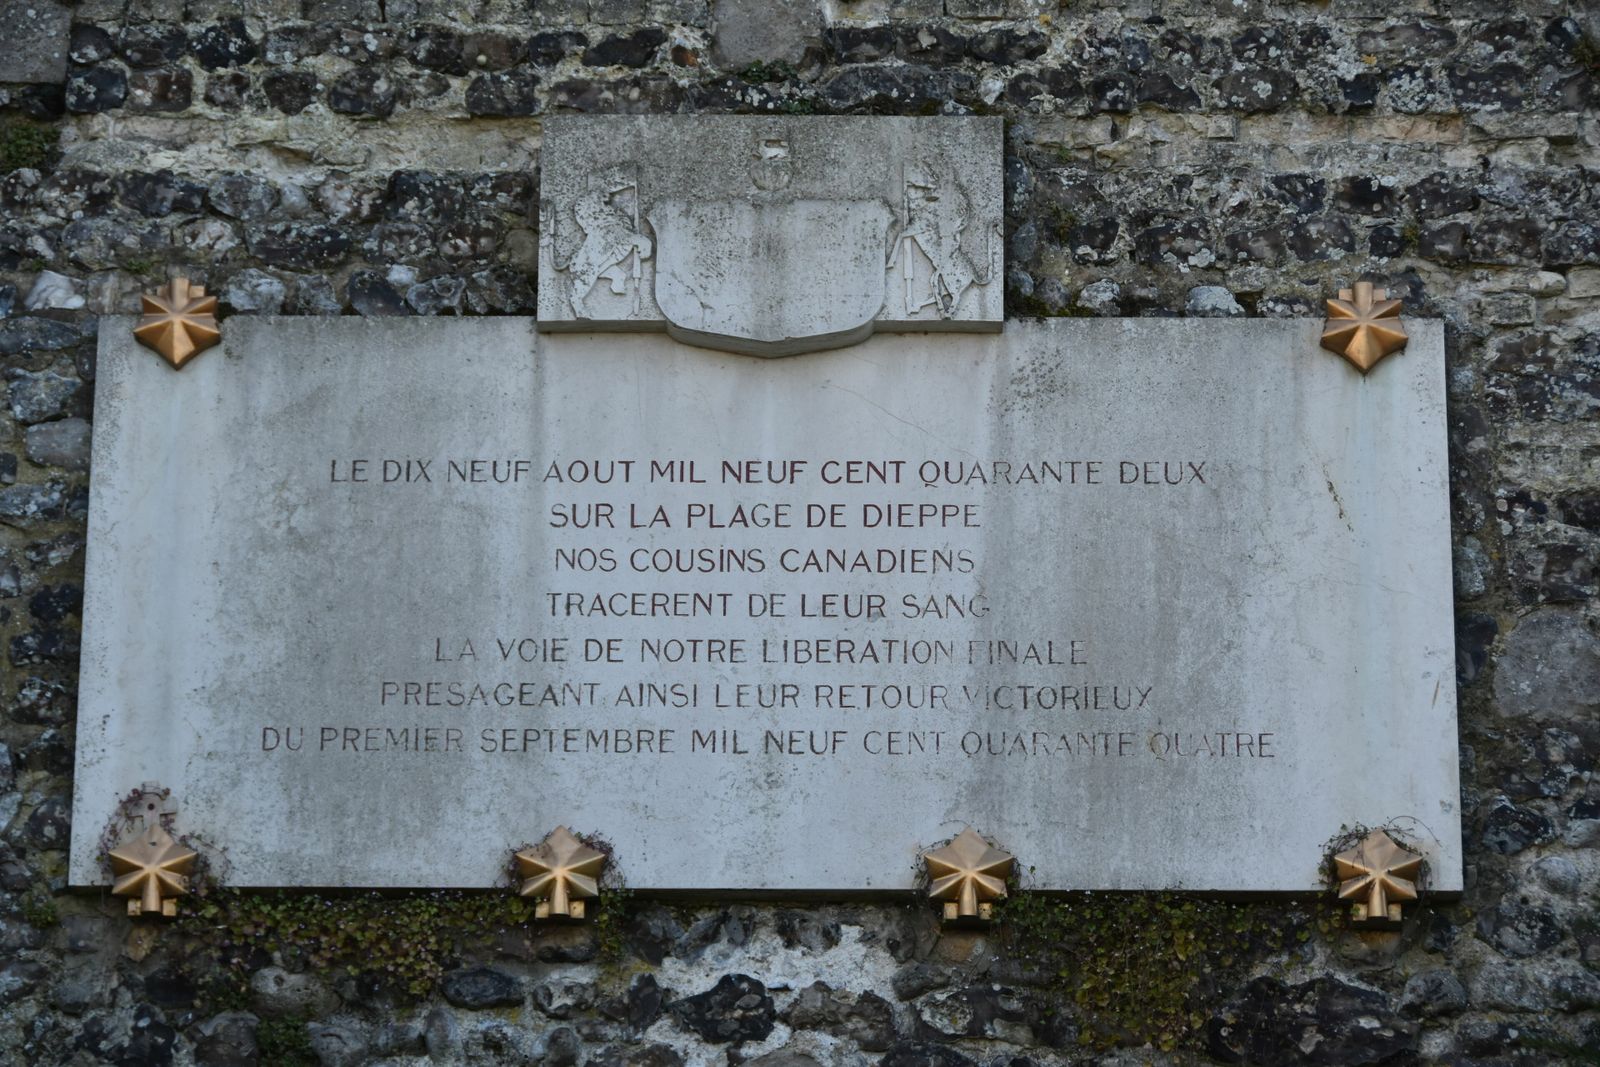 LE DIX NEUF AOUT MIL NEUF CENT QUARANTE DEUX
SUR LA PLAGE DE DIEPPE
NOS COUSINS CANADIENS
TRACERENT DE LEUR SANG
LA VOIE DE NOTRE LIBERATION FINALE
PRESAGEANT AINSI LEUR RETOUR VICTORIEUX
DU PREMIER SEPTEMBRE MIL NEUF CENT QUARANTE QUATRE